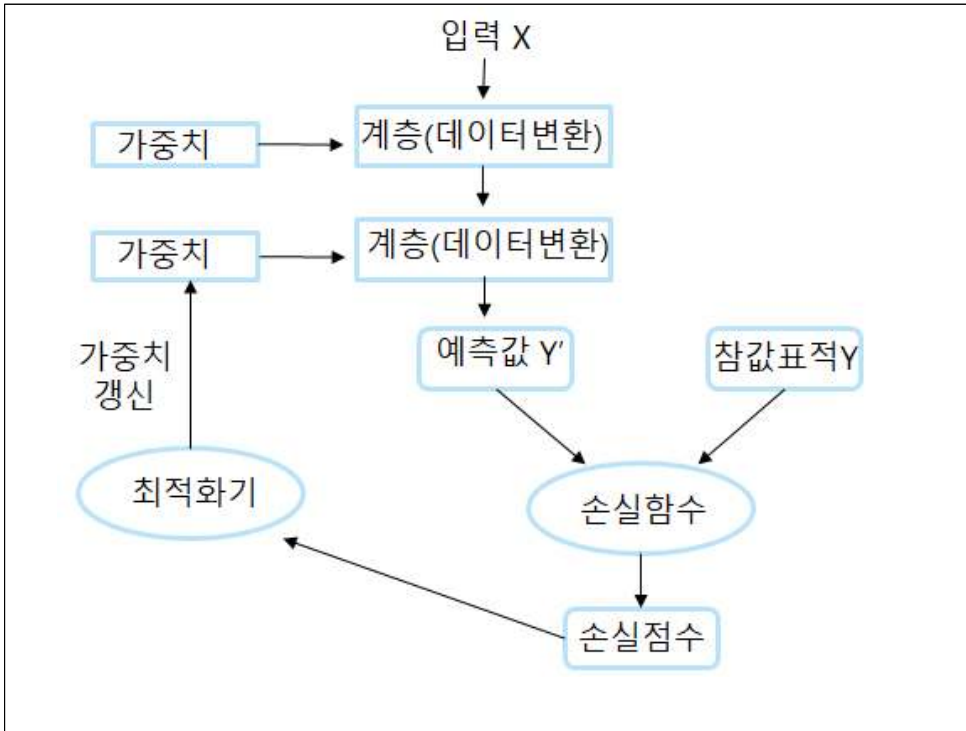 입력 X
가중치
계층(데이터변환)
가중치
계층(데이터변환)
가중치
갱신
예측값 Y′
참값표적Y
최적화기
손실함수
손실점수